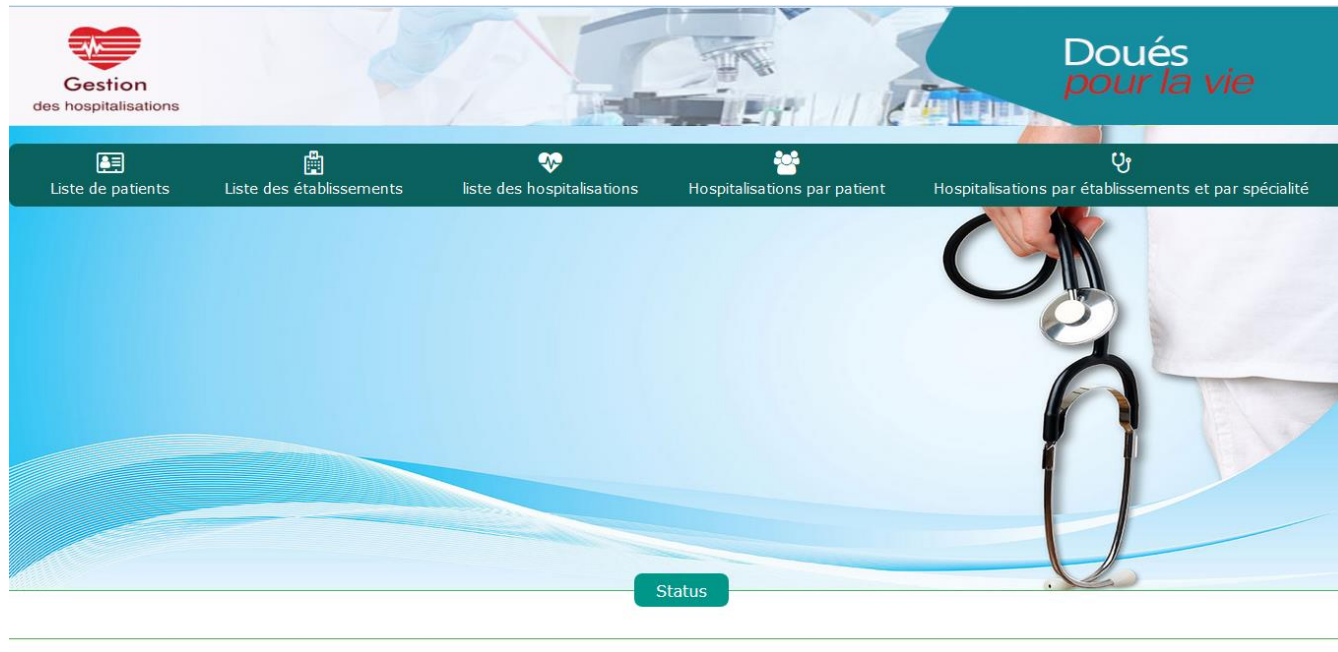 Gestion
des hospitalisations
Doués
pour la vie
Liste de patients
Liste des établissements
liste des hospitalisations
Hospitalisations par patient
Hospitalisations par établissements et par spécialité
Status